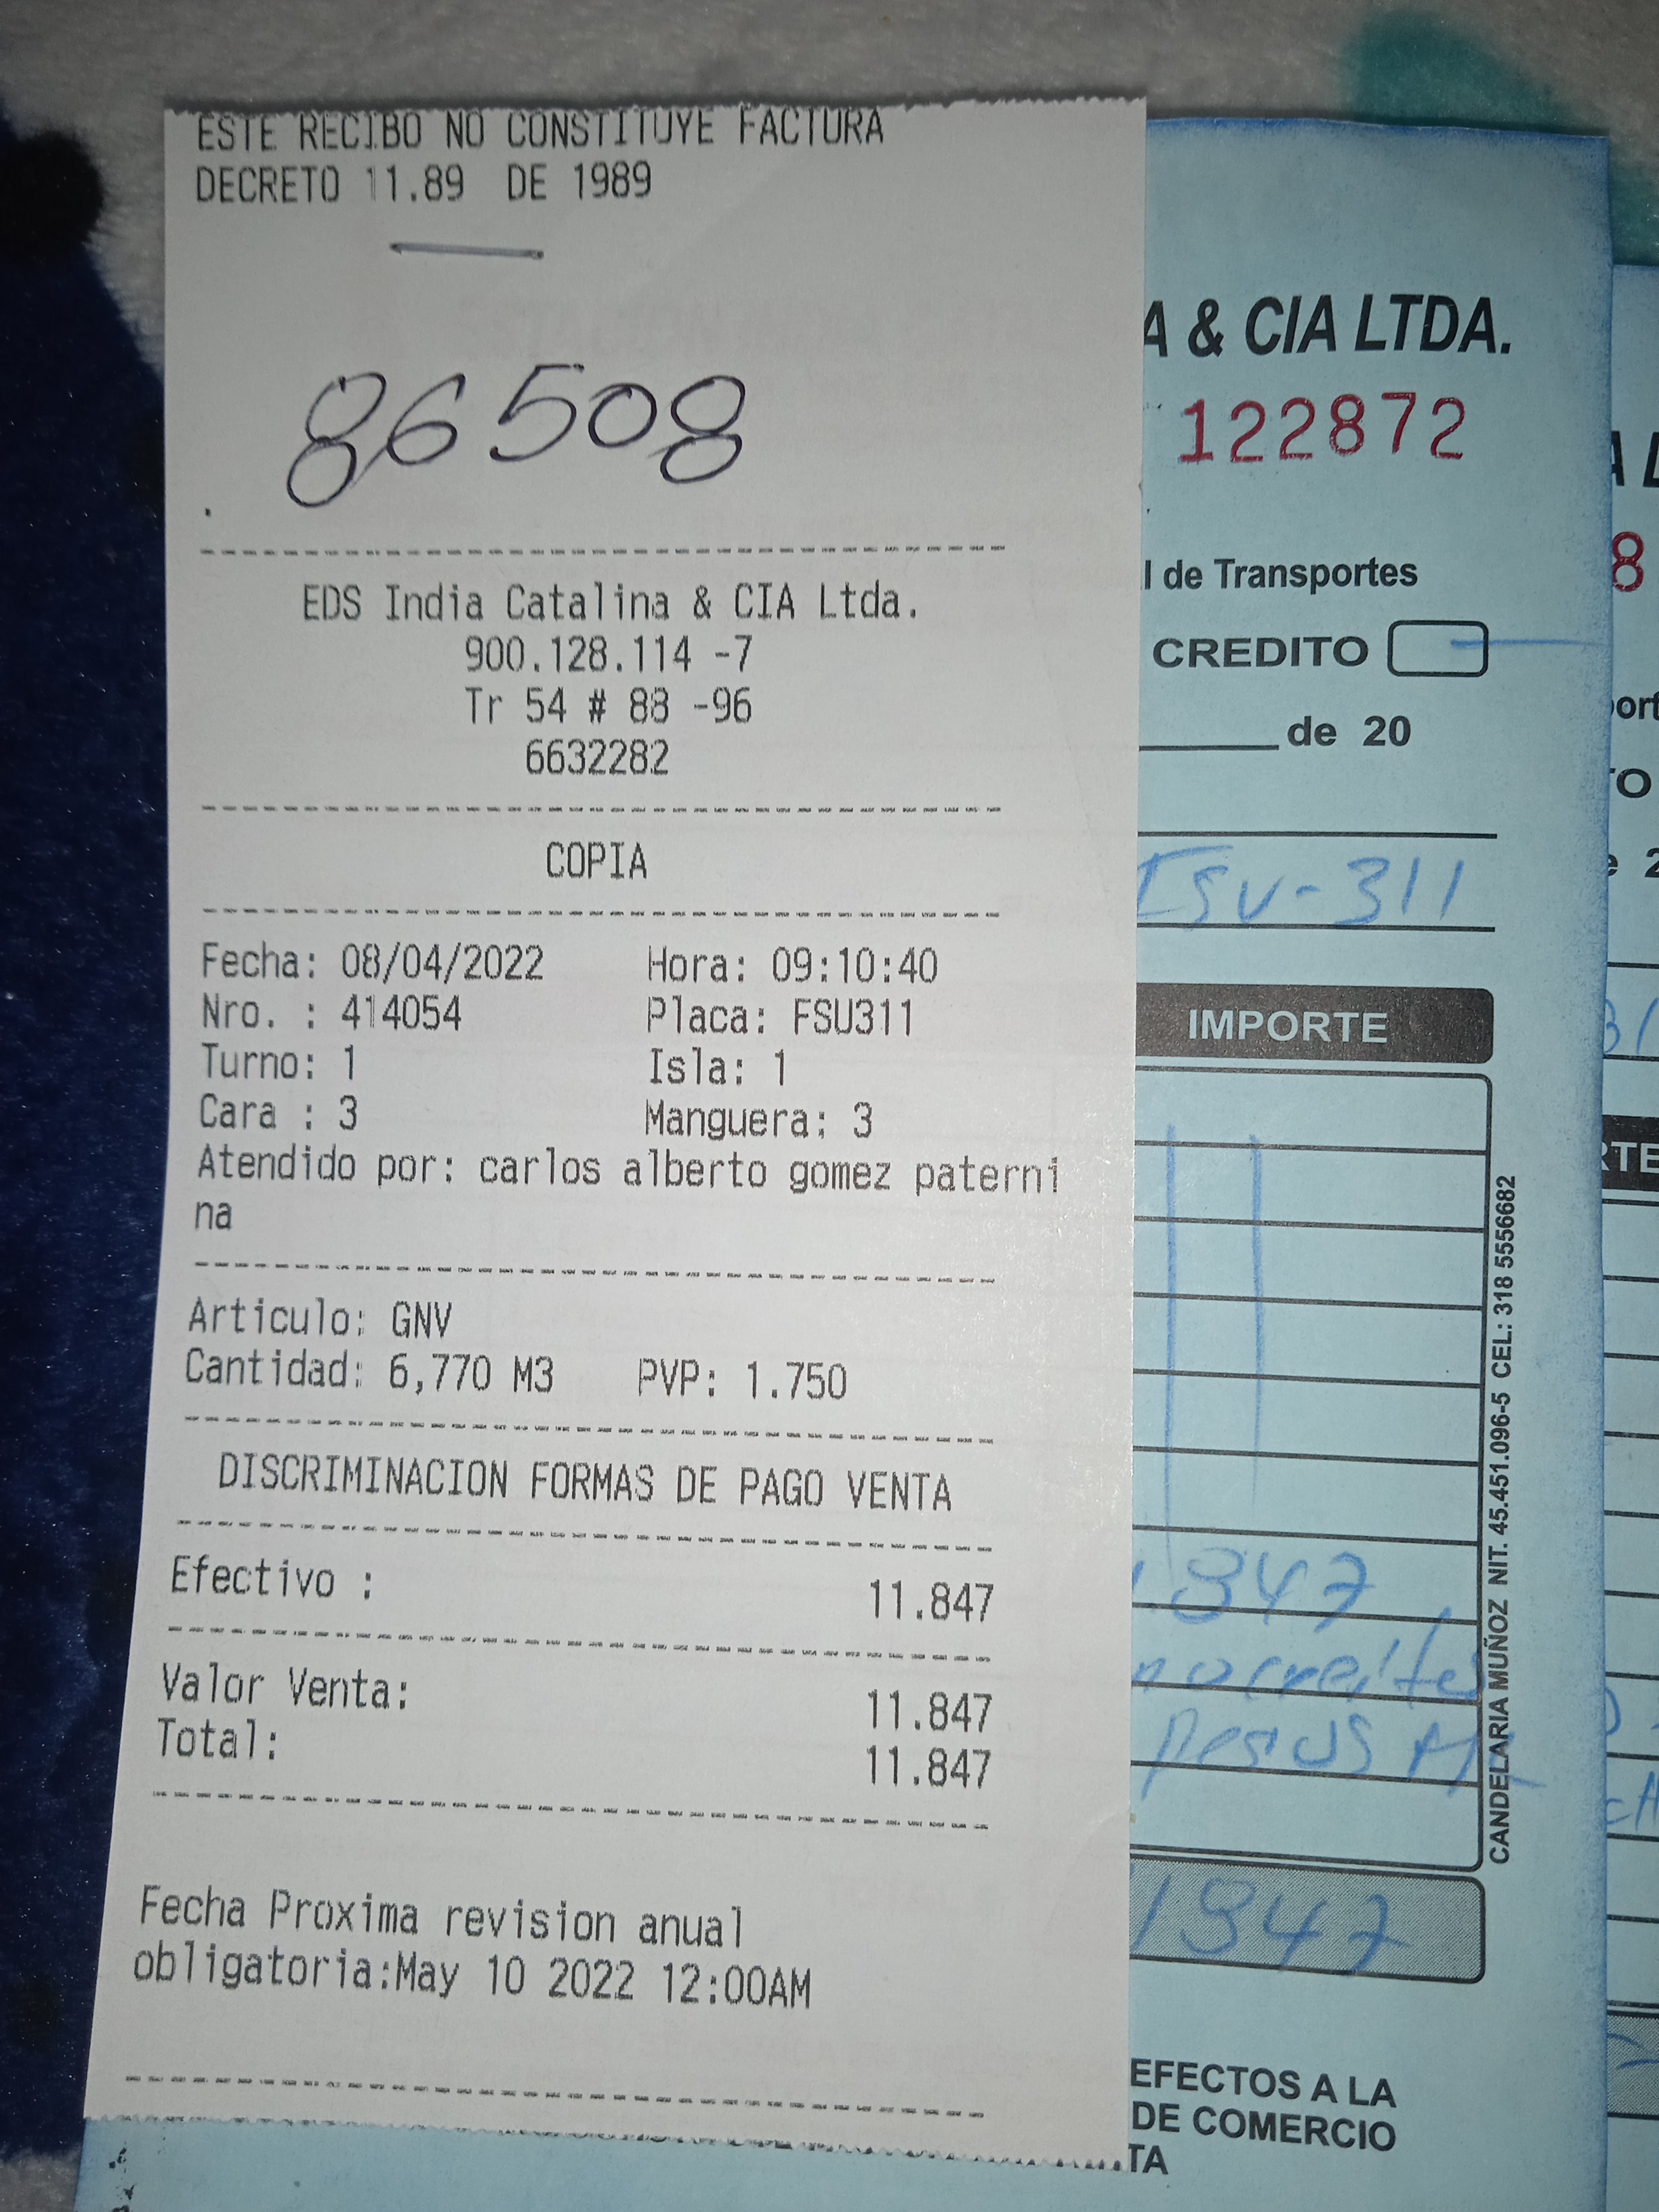 ESTE RECIBO NO CONSTITUYE FACTURA
DECRETO 11.89 DE 1989
86508
EDS India Catalina & CIA Ltda.
900.128.114 -7
Tr 54 # 88 -96
6632282
COPIA
Fecha: 08/04/2022 Hora: 09:10:40
Nro. : 414054 Placa: FSU311
Turno: 1 Isla: 1
Cara : 3 Manguera: 3
Atendido por: carlos alberto gomez paterni
na
Articulo: GNV
Cantidad: 6,770 M3 PVP: 1.750
DISCRIMINACION FORMAS DE PAGO VENTA
Efectivo : 11.847
Valor Venta: 11.847
Total: 11.847
Fecha Proxima revision anual
obligatoria:May 10 2022 12:00AM
A & CIA LTDA.
122872
l de Transportes
CREDITO
de 20
311
IMPORTE
847
pesos
1847
CANDELARIA MUÑOZ NIT. 45.451.096-5 CEL: 318 5556682
EFECTOS A LA
DE COMERCIO
TA
8